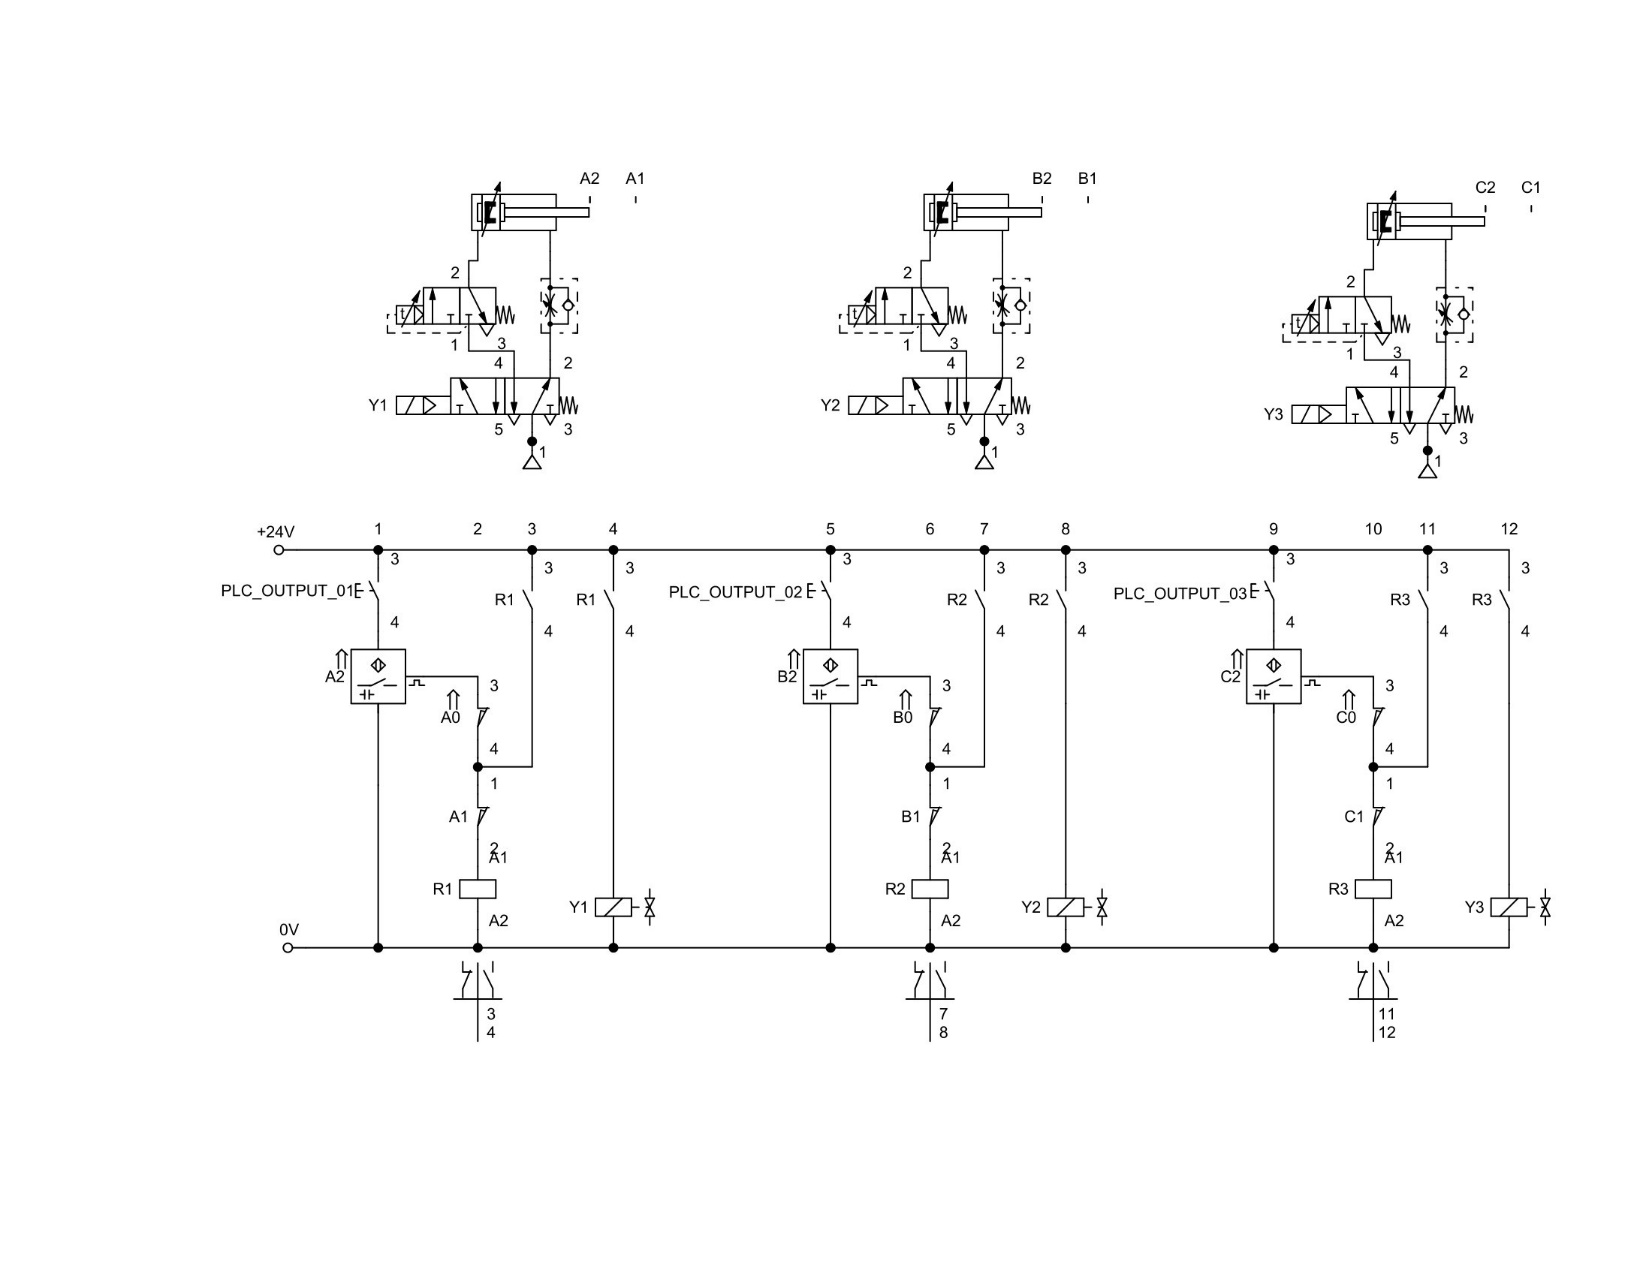 A2 A1 B2 B1 C2 C1
2 2 2
t t t
1 3 1 3 1 3
4 2 4 2 4 2
Y1 Y2 Y3
5 3 5 3 5 3
1 1 1
+24V 1 2 3 4 5 6 7 8 9 10 11 12
3 3 3 3 3 3 3 3 3
PLC_OUTPUT_01 R1 R1 PLC_OUTPUT_02 R2 R2 PLC_OUTPUT_03 R3 R3
4 4 4 4 4 4 4 4 4
A2 B2 C2
3 3 3
A0 B0 C0
4 4 4
1 1 1
A1 B1 C1
2 2 2
A1 A1 A1
R1 R2 R3
Y1 Y2 Y3
A2 A2 A2
0V
3 7 11
4 8 12